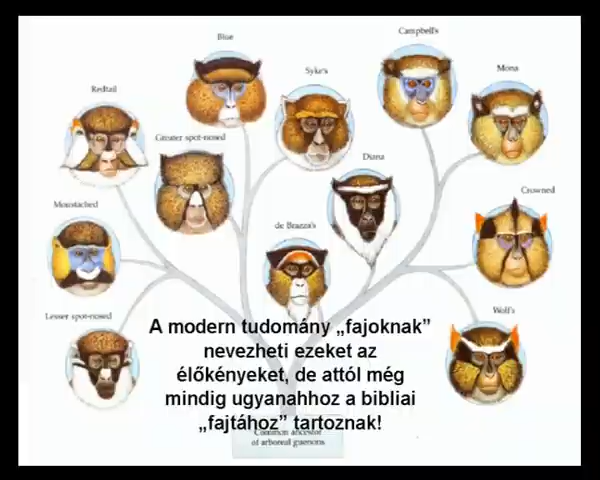 Campbell's
Blue
Syke's
Mona
Redtail
Greater spot-nosed
Diana
Crowned
Moustached
de Brazza's
Wolf's
Lesser spot-nosed
A modern tudomány „fajoknak”
nevezheti ezeket az
élőkényeket, de attól még
mindig ugyanahhoz a bibliai
„fajtához” tartoznak!
Common ancestor
of arboreal guenons